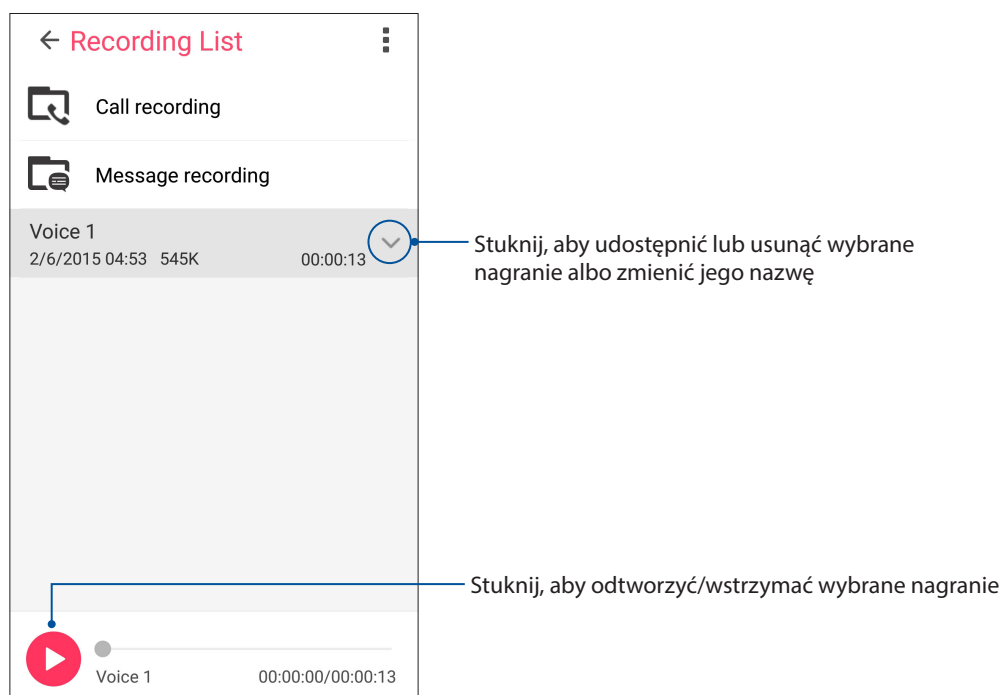 Recording List
Call recording
Message recording
Voice 1
2/6/2015 04:53 545K 00:00:13
Stuknij, aby udostępnić lub usunąć wybrane
nagranie albo zmienić jego nazwę
Stuknij, aby odtworzyć/wstrzymać wybrane nagranie
Voice 1 00:00:00/00:00:13